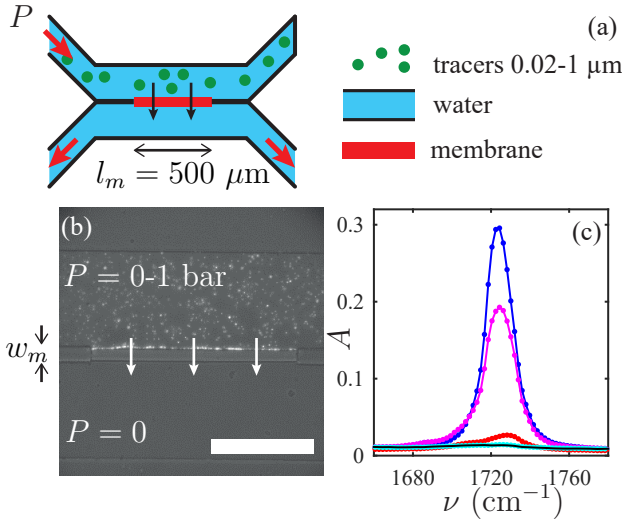 P
(a)
tracers 0.02-1 μm
water
membrane
l_m = 500 μm
(b)
P = 0-1 bar
w_m
P = 0
(c)
0.3
0.2
0.1
0
A
1680
1720
1760
ν (cm⁻¹)